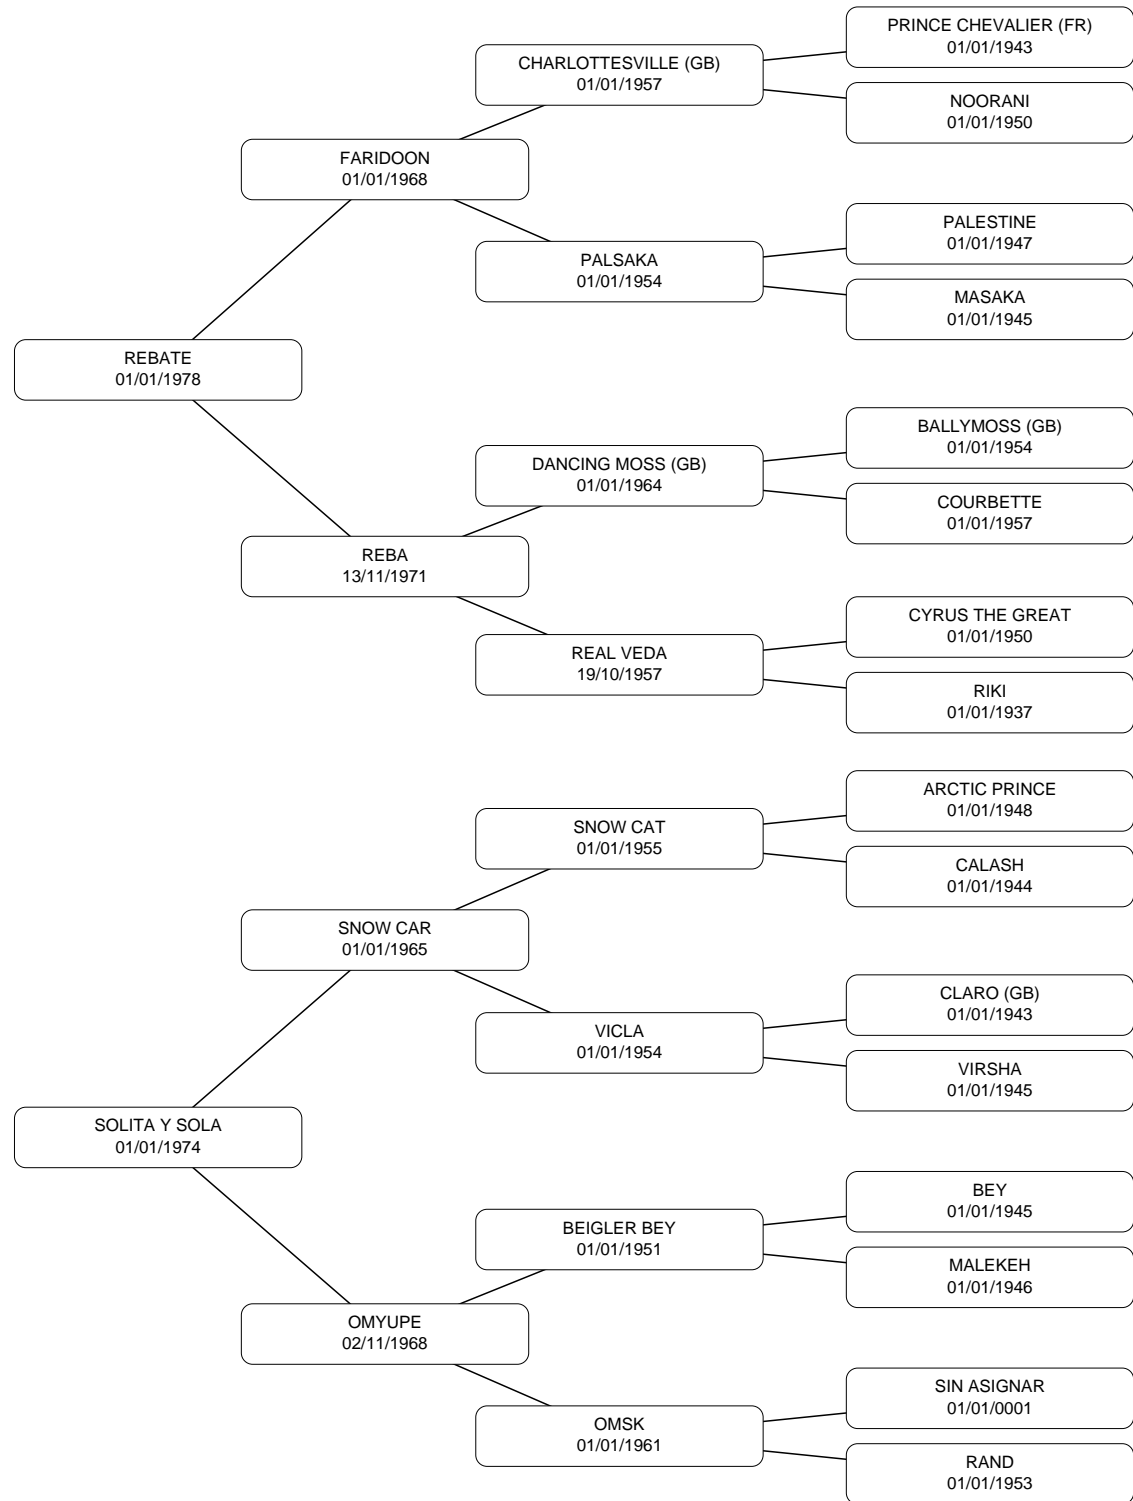 PRINCE CHEVALIER (FR)
01/01/1943
CHARLOTTESVILLE (GB)
01/01/1957
NOORANI
01/01/1950
FARIDOON
01/01/1968
PALESTINE
01/01/1947
PALSAKA
01/01/1954
MASAKA
01/01/1945
REBATE
01/01/1978
BALLYMOSS (GB)
01/01/1954
DANCING MOSS (GB)
01/01/1964
COURBETTE
01/01/1957
REBA
13/11/1971
CYRUS THE GREAT
01/01/1950
REAL VEDA
19/10/1957
RIKI
01/01/1937
ARCTIC PRINCE
01/01/1948
SNOW CAT
01/01/1955
CALASH
01/01/1944
SNOW CAR
01/01/1965
CLARO (GB)
01/01/1943
VICLA
01/01/1954
VIRSHA
01/01/1945
SOLITA Y SOLA
01/01/1974
BEY
01/01/1945
BEIGLER BEY
01/01/1951
MALEKEH
01/01/1946
OMYUPE
02/11/1968
SIN ASIGNAR
01/01/0001
OMSK
01/01/1961
RAND
01/01/1953